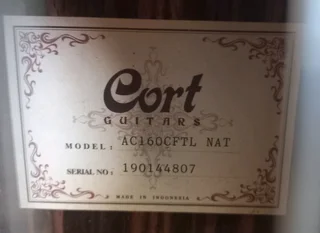 Cort
GUITARS
MODEL: AC160CFTL NAT
SERIAL NO: 190144807
MADE IN INDONESIA